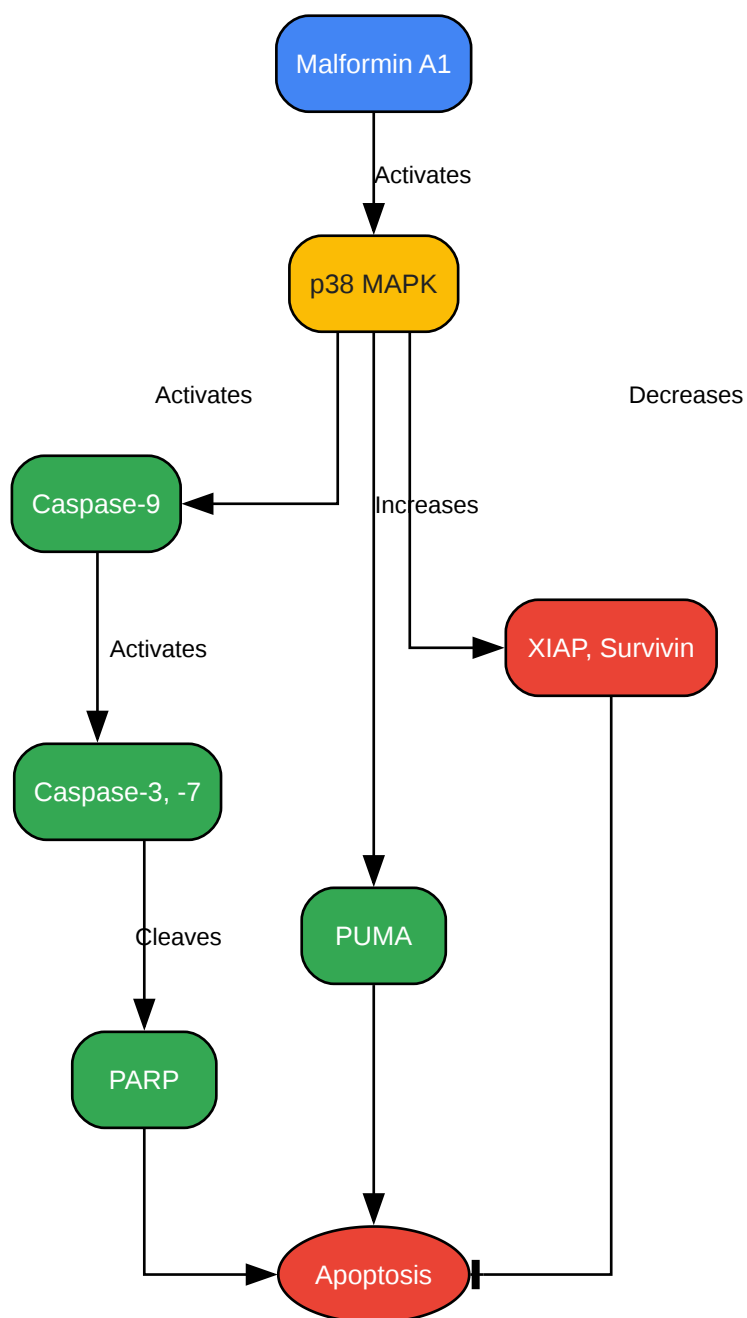 Malformin A1
Activates
p38 MAPK
Activates
Decreases
Caspase-9
Increases
Activates
XIAP, Survivin
Caspase-3, -7
Cleaves
PUMA
PARP
Apoptosis